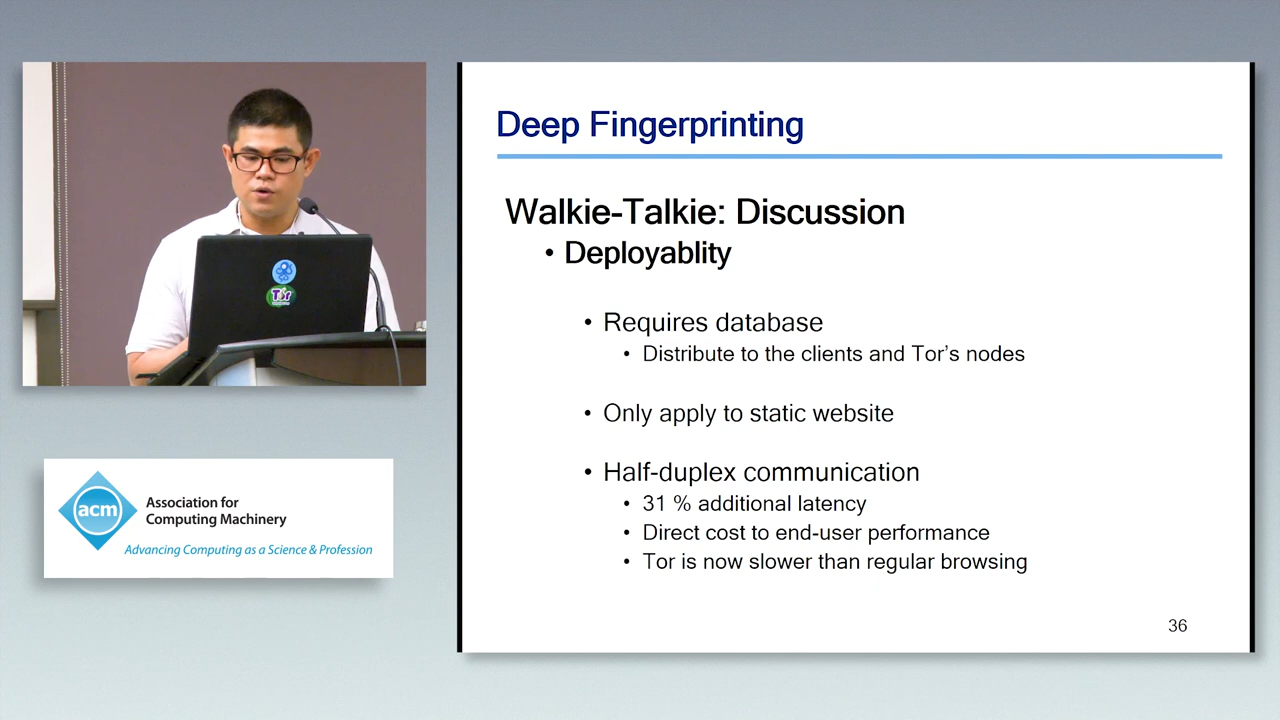 Deep Fingerprinting
Walkie-Talkie: Discussion
• Deployablity
• Requires database
• Distribute to the clients and Tor's nodes
• Only apply to static website
• Half-duplex communication
• 31 % additional latency
• Direct cost to end-user performance
• Tor is now slower than regular browsing
36
Tor
acm
Association for
Computing Machinery
Advancing Computing as a Science & Profession